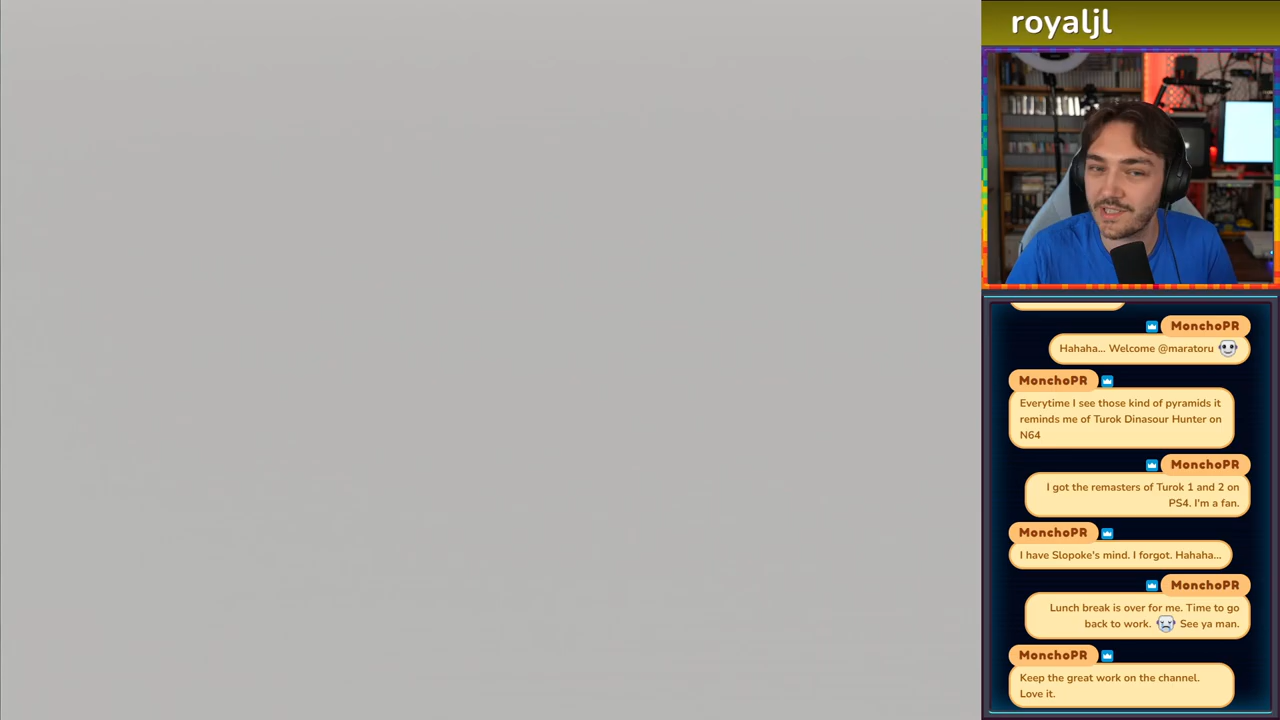 royaljl
MonchoPR
Hahaha... Welcome @maratoru
MonchoPR
Everytime I see those kind of pyramids it
reminds me of Turok Dinasour Hunter on
N64
MonchoPR
I got the remasters of Turok 1 and 2 on
PS4. I'm a fan.
MonchoPR
I have Slopoke's mind. I forgot. Hahaha...
MonchoPR
Lunch break is over for me. Time to go
back to work. See ya man.
MonchoPR
Keep the great work on the channel.
Love it.